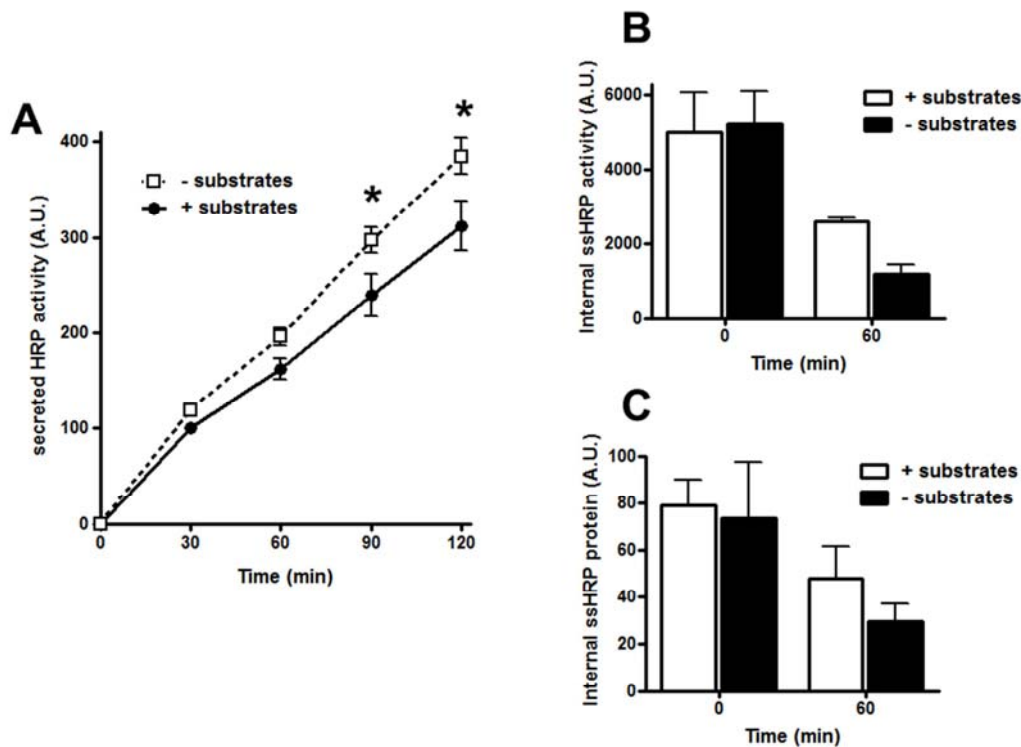 A
secreted HRP activity (A.U.)
400
300
200
100
0
- substrates
+ substrates
*
*
0 30 60 90 120
Time (min)
B
Internal ssHRP activity (A.U.)
6000
4000
2000
0
+ substrates
- substrates
0 60
Time (min)
C
Internal ssHRP protein (A.U.)
100
80
60
40
20
0
+ substrates
- substrates
0 60
Time (min)